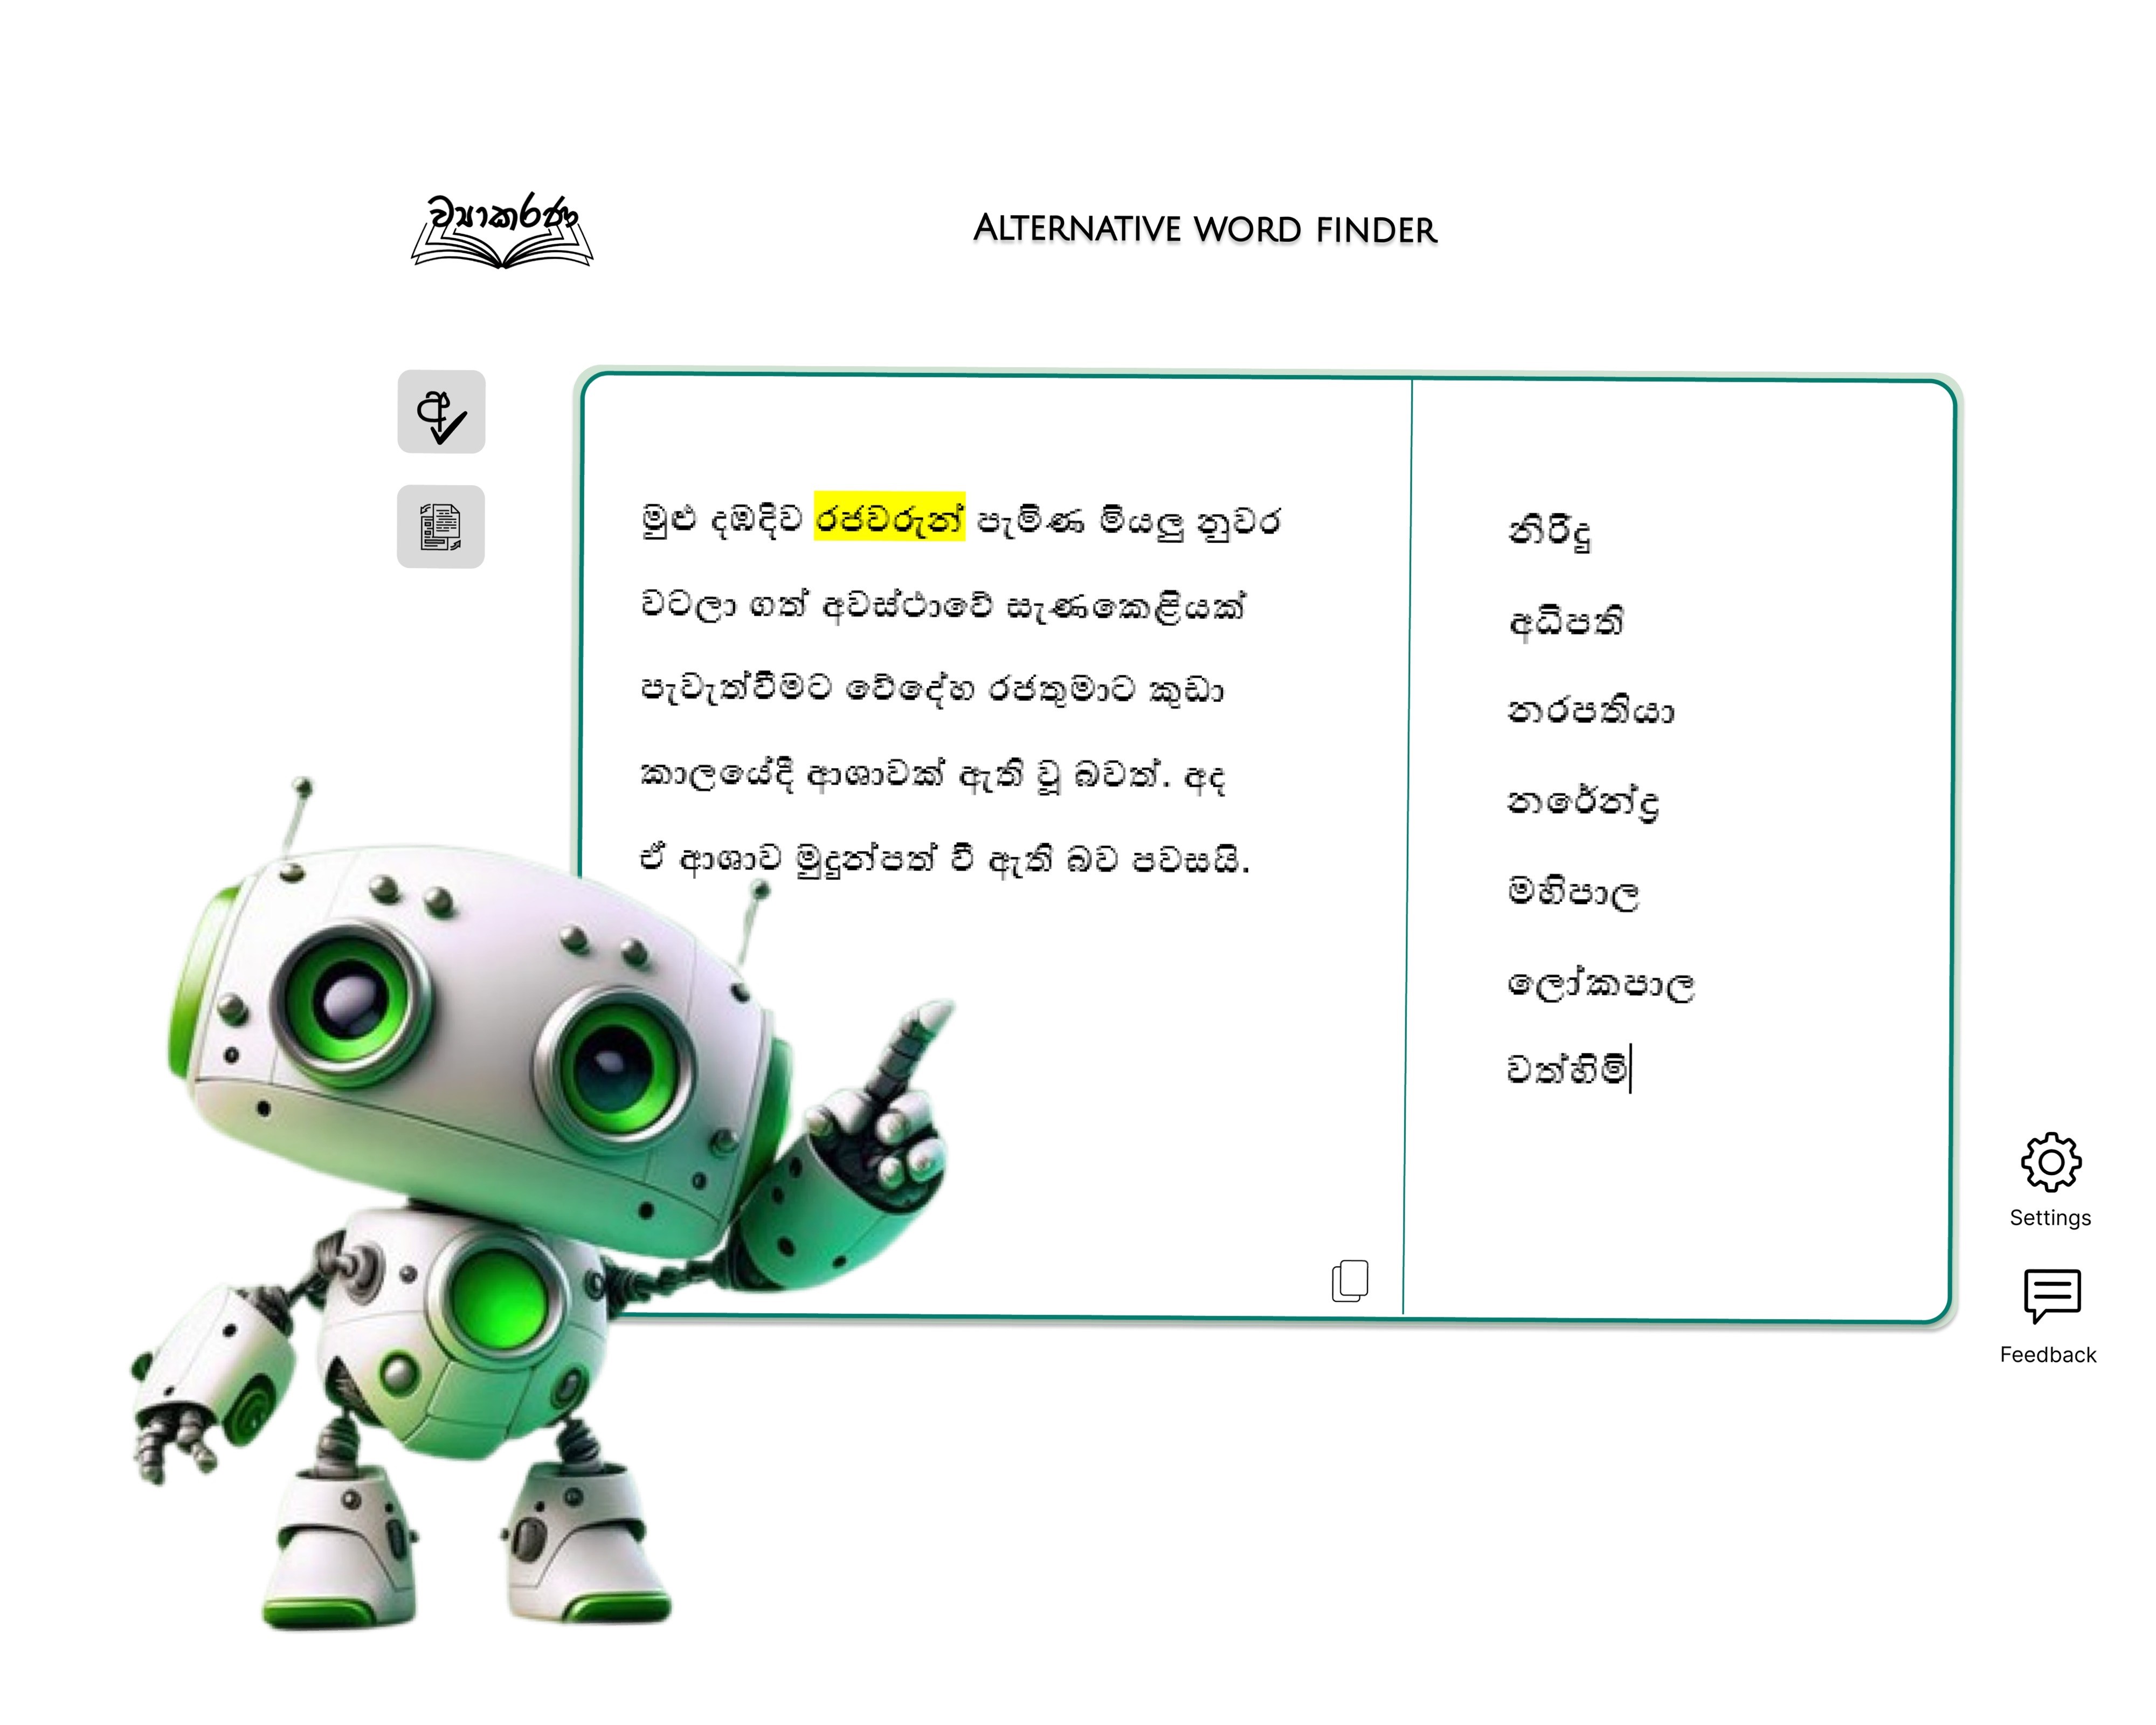 ව්‍යාකරණ
ALTERNATIVE WORD FINDER
මුළු දඹදිව රජවරුන් පැමිණ මියලු නුවර
වටලා ගත් අවස්ථාවේ සැණකෙළියක්
පැවැත්වීමට වේදේහ රජතුමාට කුඩා
කාලයේදී ආශාවක් ඇති වූ බවත්. අද
ඒ ආශාව මුදුන්පත් වී ඇති බව පවසයි.
නිරිඳු
අධිපති
නරපතියා
නරේන්ද්‍ර
මහිපාල
ලෝකපාල
වත්හිමි
Settings
Feedback